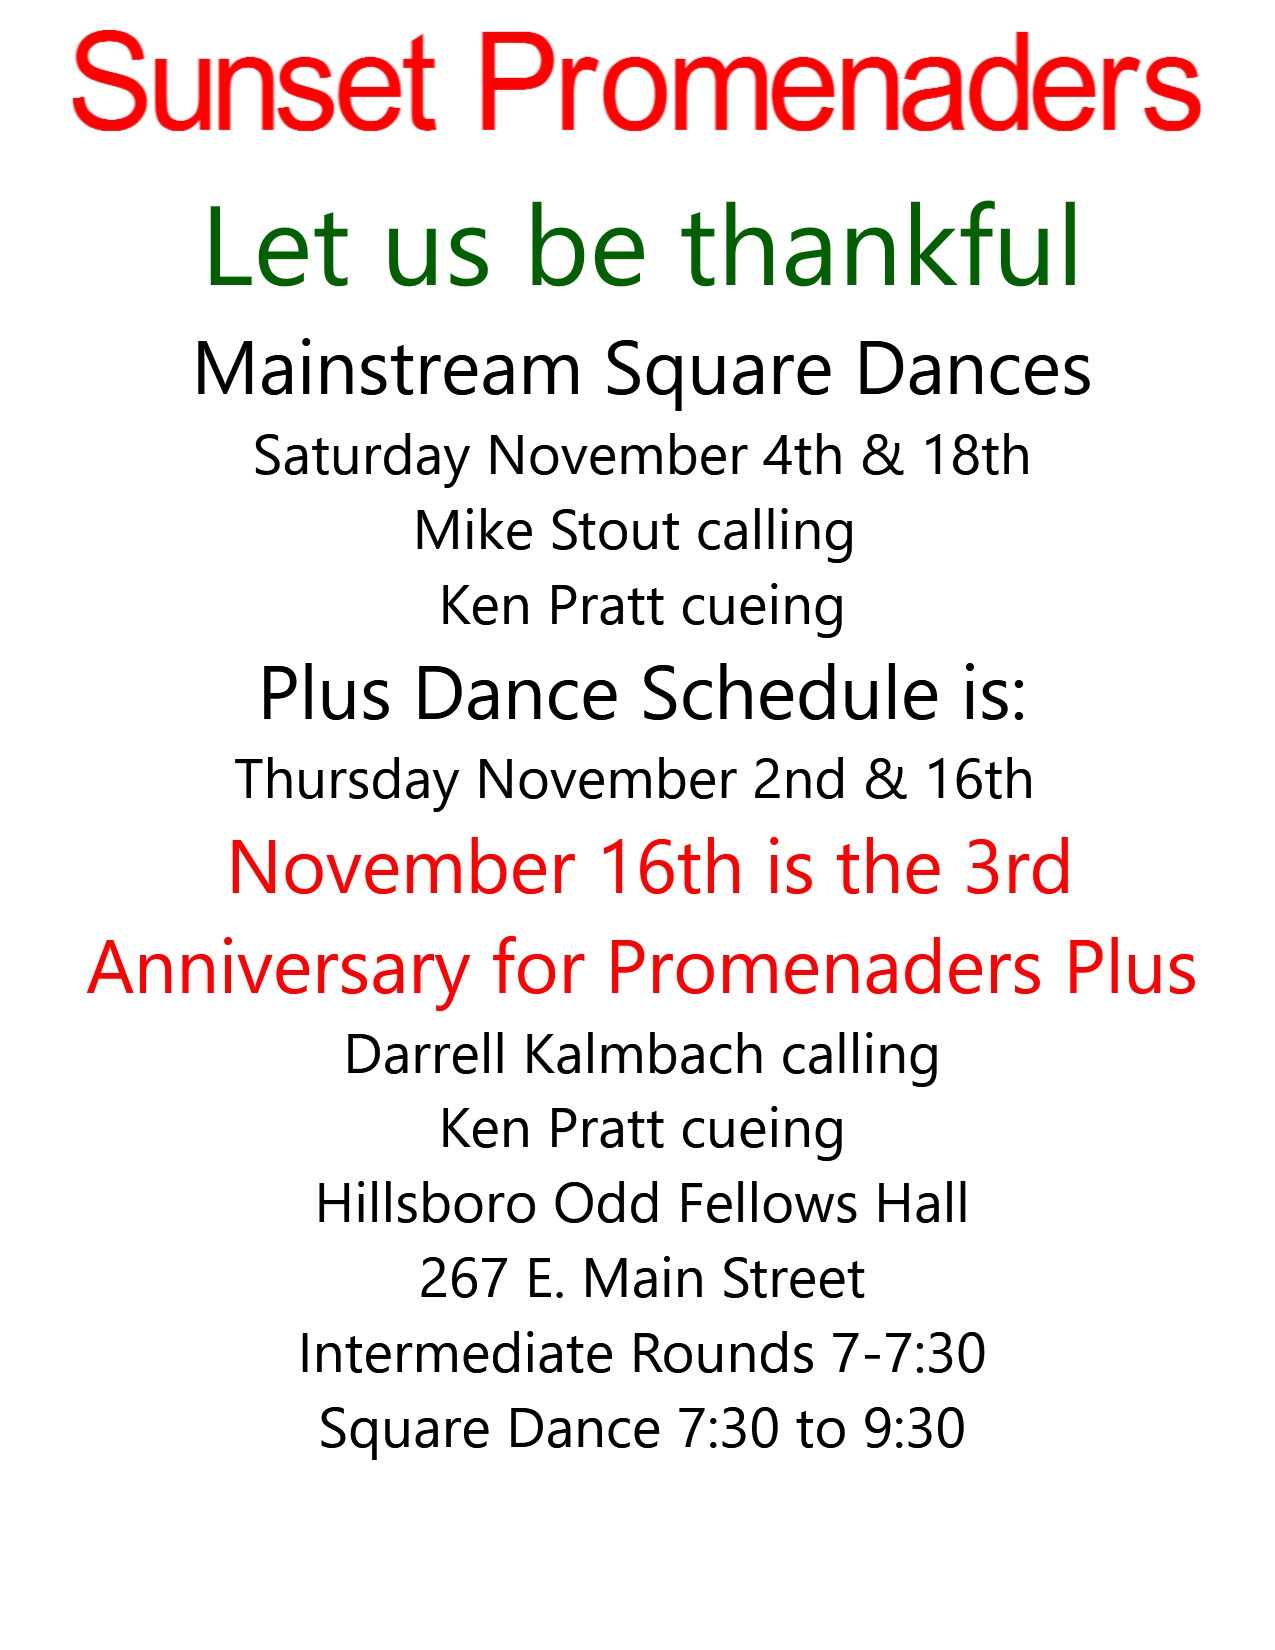 Sunset Promenaders
Let us be thankful
Mainstream Square Dances
Saturday November 4th & 18th
Mike Stout calling
Ken Pratt cueing
Plus Dance Schedule is:
Thursday November 2nd & 16th
November 16th is the 3rd
Anniversary for Promenaders Plus
Darrell Kalmbach calling
Ken Pratt cueing
Hillsboro Odd Fellows Hall
267 E. Main Street
Intermediate Rounds 7-7:30
Square Dance 7:30 to 9:30